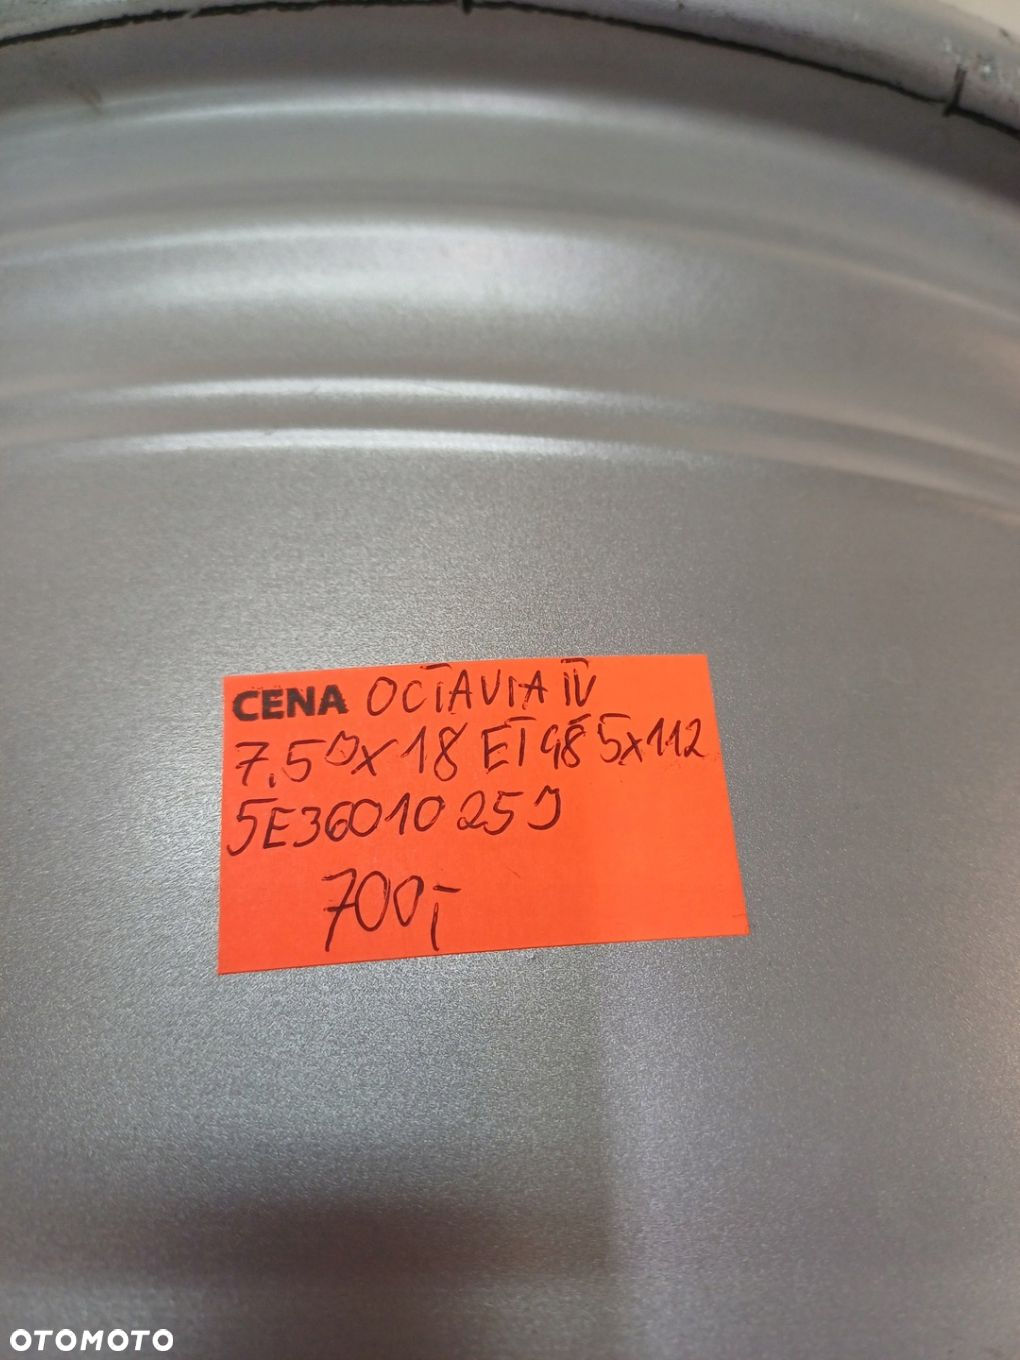 CENA OCTAVIA IV
7.5Jx18 ET48 5x112
5E3601025J
700,-
OTOMOTO